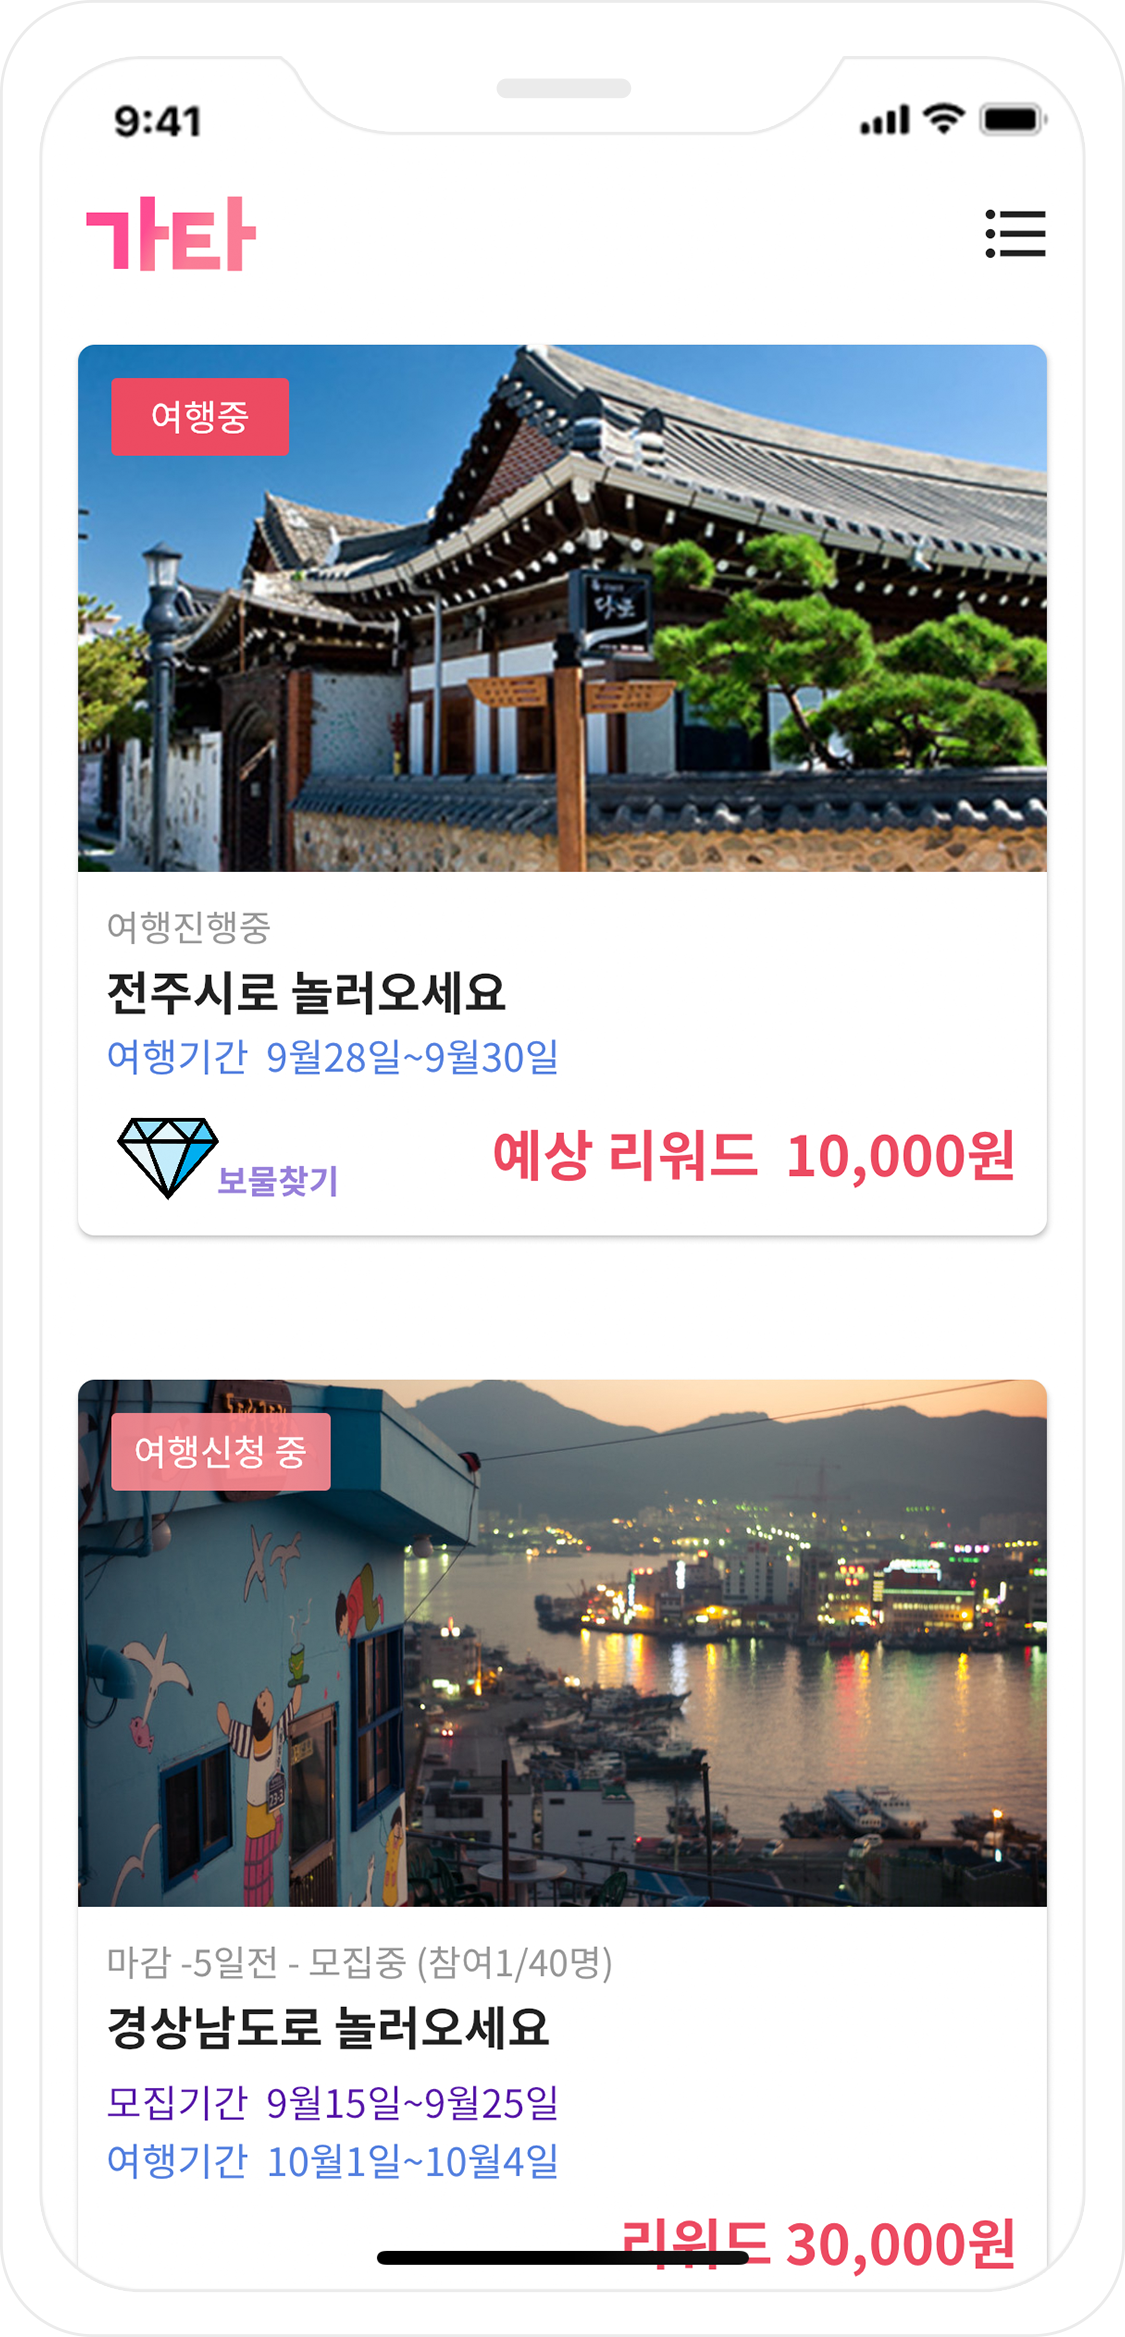 9:41
가타
여행중
다로
여행진행중
전주시로 놀러오세요
여행기간 9월28일~9월30일
보물찾기
예상 리워드 10,000원
여행신청 중
23-3
마감 -5일전 - 모집중 (참여1/40명)
경상남도로 놀러오세요
모집기간 9월15일~9월25일
여행기간 10월1일~10월4일
리워드 30,000원